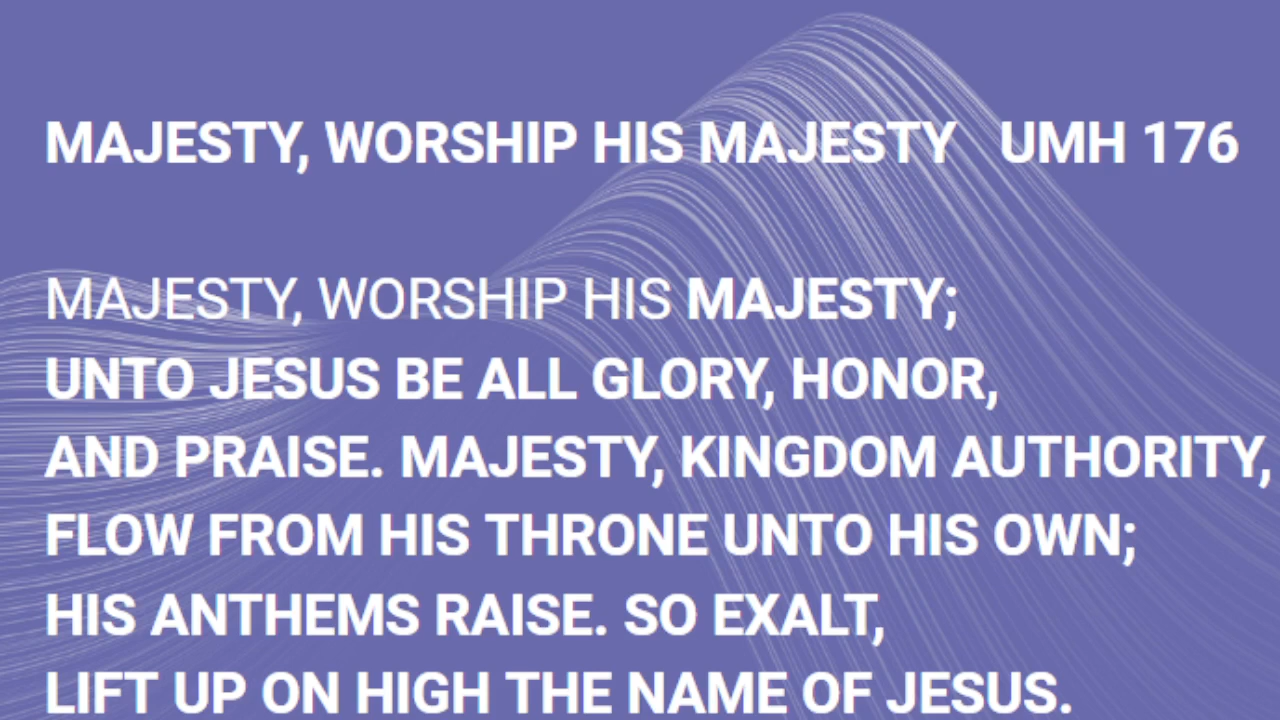 MAJESTY, WORSHIP HIS MAJESTY UMH 176
MAJESTY, WORSHIP HIS MAJESTY;
UNTO JESUS BE ALL GLORY, HONOR,
AND PRAISE. MAJESTY, KINGDOM AUTHORITY,
FLOW FROM HIS THRONE UNTO HIS OWN;
HIS ANTHEMS RAISE. SO EXALT,
LIFT UP ON HIGH THE NAME OF JESUS.